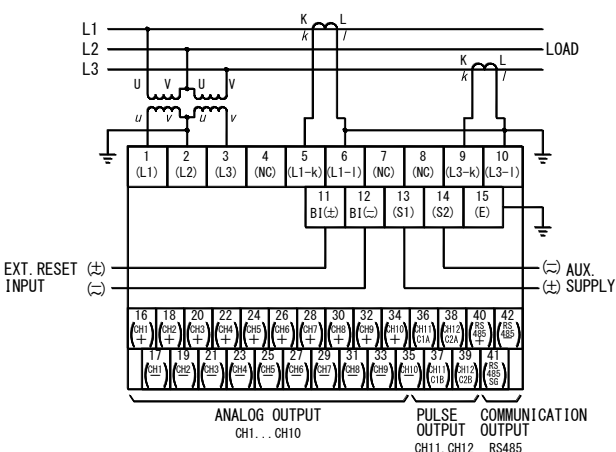 L1
L2
L3
K L
k l
K L
k l
LOAD
U V U V
u v u v
1 2 3 4 5 6 7 8 9 10
(L1) (L2) (L3) (NC) (L1-k) (L1-l) (NC) (NC) (L3-k) (L3-l)
11 12 13 14 15
BI(±) BI(⎓) (S1) (S2) (E)
EXT. RESET (±)
INPUT
AUX.
(±) SUPPLY
16 18 20 22 24 26 28 30 32 34 36 38 40 42
(CH1 +) (CH2 +) (CH3 +) (CH4 +) (CH5 +) (CH6 +) (CH7 +) (CH8 +) (CH9 +) (CH10 +) (CH11 C1A) (CH12 C2A) (RS 485 +) (RS 485 −)
17 19 21 23 25 27 29 31 33 35 37 39 41
(CH1 −) (CH2 −) (CH3 −) (CH4 −) (CH5 −) (CH6 −) (CH7 −) (CH8 −) (CH9 −) (CH10 −) (CH11 C1B) (CH12 C2B) (RS 485 SG)
ANALOG OUTPUT
CH1...CH10
PULSE
OUTPUT
CH11, CH12
COMMUNICATION
OUTPUT
RS485